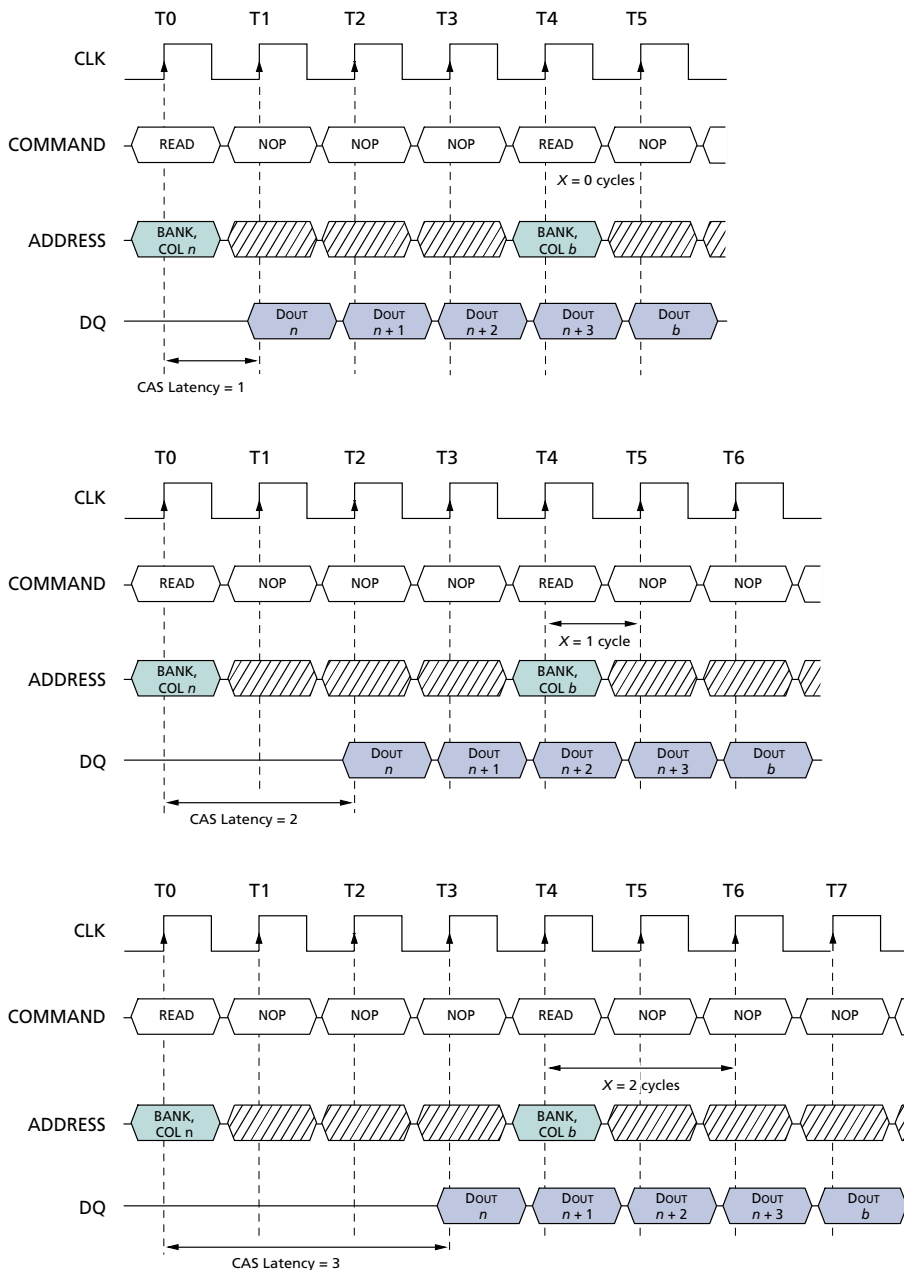 T0 T1 T2 T3 T4 T5
CLK
COMMAND READ NOP NOP NOP READ NOP
X = 0 cycles
ADDRESS BANK, COL n BANK, COL b
DQ DOUT n DOUT n + 1 DOUT n + 2 DOUT n + 3 DOUT b
CAS Latency = 1
T0 T1 T2 T3 T4 T5 T6
CLK
COMMAND READ NOP NOP NOP READ NOP NOP
X = 1 cycle
ADDRESS BANK, COL n BANK, COL b
DQ DOUT n DOUT n + 1 DOUT n + 2 DOUT n + 3 DOUT b
CAS Latency = 2
T0 T1 T2 T3 T4 T5 T6 T7
CLK
COMMAND READ NOP NOP NOP READ NOP NOP NOP
X = 2 cycles
ADDRESS BANK, COL n BANK, COL b
DQ DOUT n DOUT n + 1 DOUT n + 2 DOUT n + 3 DOUT b
CAS Latency = 3